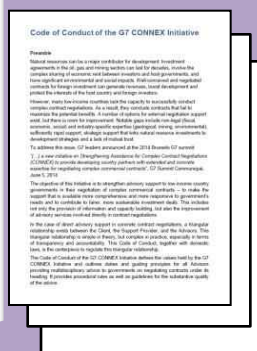 Code of Conduct of the G7 CONNEX Initiative
Preamble
Natural resources can be a major contributor for development. Investment
agreements in the oil, gas and mining sectors can last for decades, involve the
complex sharing of economic rent between investors and host governments, and
have significant environmental and social impacts. Well-conceived and negotiated
contracts for foreign investment can generate revenues, boost development and
protect the interests of the host country and foreign investors.
However, many low-income countries lack the capacity to successfully conduct
complex contract negotiations. As a result, they conclude contracts that fail to
maximise the potential benefits. A number of options for external negotiation support
exist, but there is room for improvement. Notable gaps include non-legal (fiscal,
economic, social) and industry-specific expertise (geological, mining, environmental),
sufficiently rapid support, strategic support that links natural resource investments to
development strategies and a lack of mutual trust.
To address this issue, G7 leaders announced at the 2014 Brussels G7 summit
"[...] a new initiative on Strengthening Assistance for Complex Contract Negotiations
(CONNEX) to provide developing country partners with extended and concrete
expertise for negotiating complex commercial contracts", G7 Summit Communiqué,
June 5, 2014
The objective of this Initiative is to strengthen advisory support to low-income country
governments in their negotiation of complex commercial contracts – to make the
support that is available more comprehensive and more responsive to government's
needs and to contribute to fairer, more sustainable investment deals. This includes
not only the provision of information and capacity building, but also the improvement
of advisory services involved directly in contract negotiations.
In the case of direct advisory support in concrete contract negotiations, a triangular
relationship exists between the Client, the Support Provider, and the Advisors. This
triangular relationship is simple in theory, but complex in practice, especially in terms
of transparency and accountability. This Code of Conduct, together with domestic
laws, is the centerpiece to regulate this triangular relationship.
The Code of Conduct of the G7 CONNEX Initiative defines the values held by the G7
CONNEX Initiative and outlines duties and guiding principles for all Advisors
providing multidisciplinary advice to governments on negotiating contracts under its
heading. It provides procedural rules as well as guidelines for the substantive quality
of the advice.